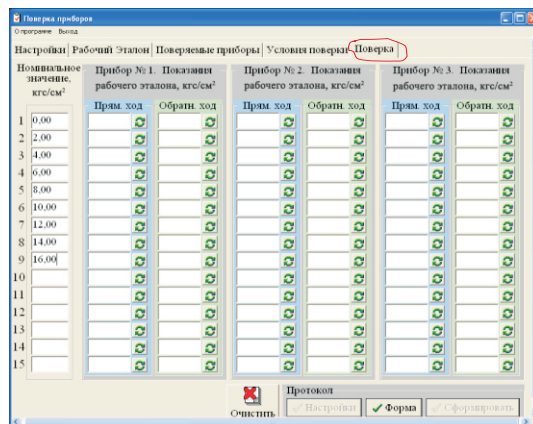 Поверка приборов
О программе Выход
Настройки Рабочий Эталон Поверяемые приборы Условия поверки Поверка
Номинальное значение, кгс/см²
Прибор № 1. Показания рабочего эталона, кгс/см²
Прибор № 2. Показания рабочего эталона, кгс/см²
Прибор № 3. Показания рабочего эталона, кгс/см²
Прям. ход Обратн. ход Прям. ход Обратн. ход Прям. ход Обратн. ход
1 0,00
2 2,00
3 4,00
4 6,00
5 8,00
6 10,00
7 12,00
8 14,00
9 16,00
10
11
12
13
14
15
Очистить
Протокол
Настройки Форма Сформировать